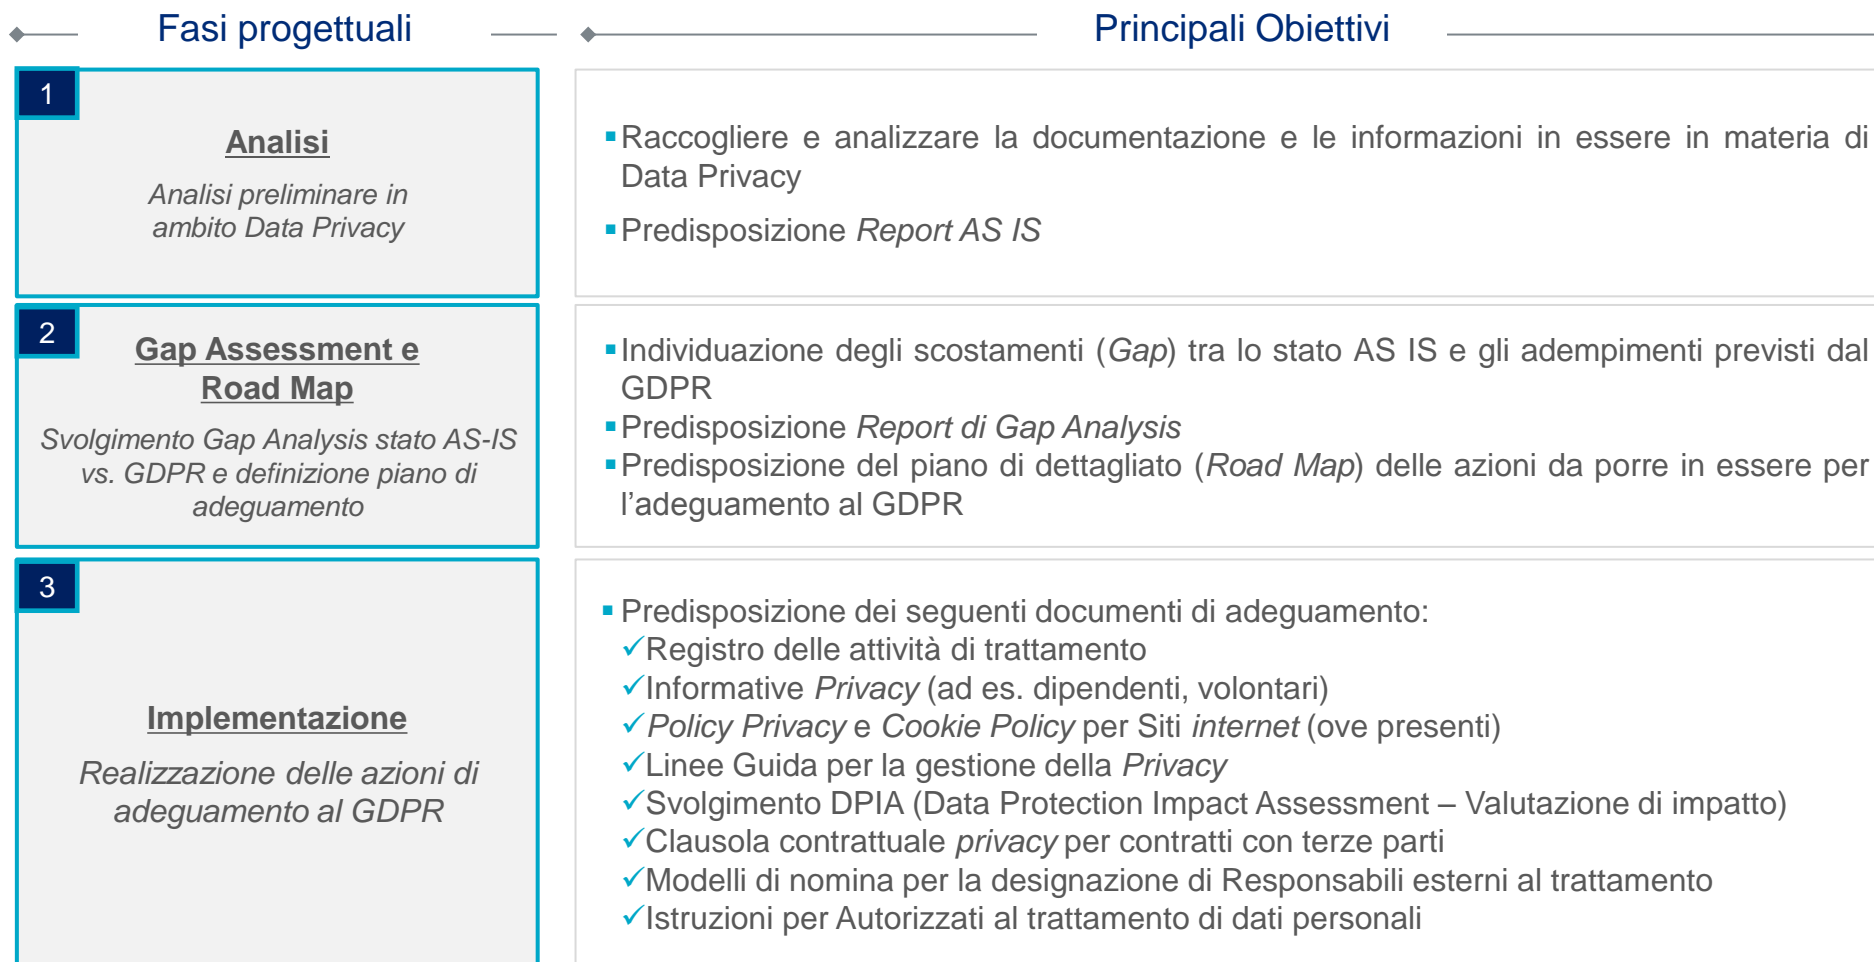 Fasi progettuali
Principali Obiettivi
1
Analisi
Analisi preliminare in
ambito Data Privacy
▪Raccogliere e analizzare la documentazione e le informazioni in essere in materia di
Data Privacy
▪Predisposizione Report AS IS
2
Gap Assessment e
Road Map
Svolgimento Gap Analysis stato AS-IS
vs. GDPR e definizione piano di
adeguamento
▪Individuazione degli scostamenti (Gap) tra lo stato AS IS e gli adempimenti previsti dal
GDPR
▪Predisposizione Report di Gap Analysis
▪Predisposizione del piano di dettagliato (Road Map) delle azioni da porre in essere per
l’adeguamento al GDPR
3
Implementazione
Realizzazione delle azioni di
adeguamento al GDPR
▪Predisposizione dei seguenti documenti di adeguamento:
✓Registro delle attività di trattamento
✓Informative Privacy (ad es. dipendenti, volontari)
✓Policy Privacy e Cookie Policy per Siti internet (ove presenti)
✓Linee Guida per la gestione della Privacy
✓Svolgimento DPIA (Data Protection Impact Assessment – Valutazione di impatto)
✓Clausola contrattuale privacy per contratti con terze parti
✓Modelli di nomina per la designazione di Responsabili esterni al trattamento
✓Istruzioni per Autorizzati al trattamento di dati personali